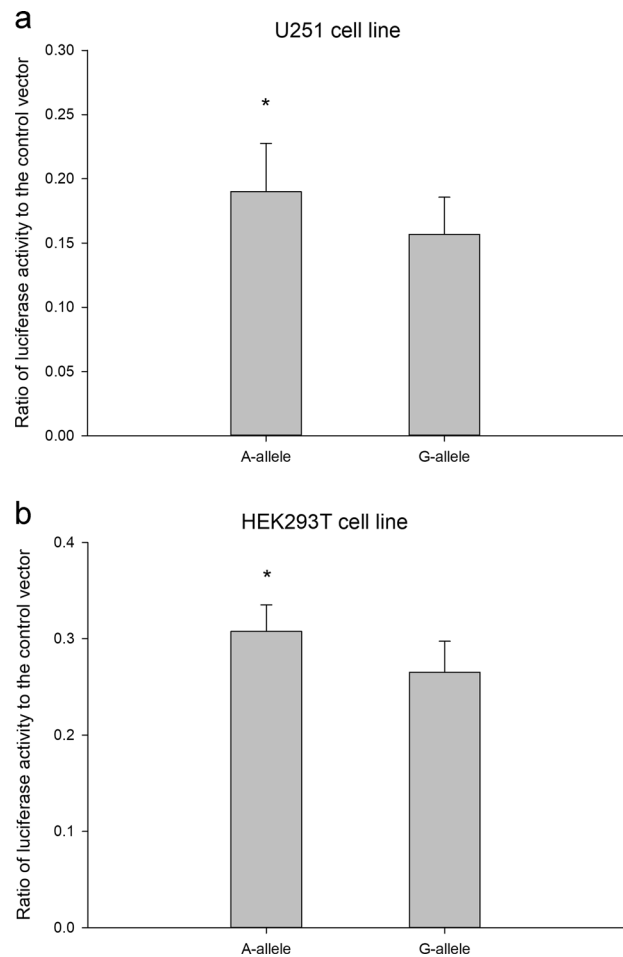 a
U251 cell line
Ratio of luciferase activity to the control vector
0.30
0.25
0.20
0.15
0.10
0.05
0.00
*
A-allele
G-allele
b
HEK293T cell line
Ratio of luciferase activity to the control vector
0.4
0.3
0.2
0.1
0.0
*
A-allele
G-allele